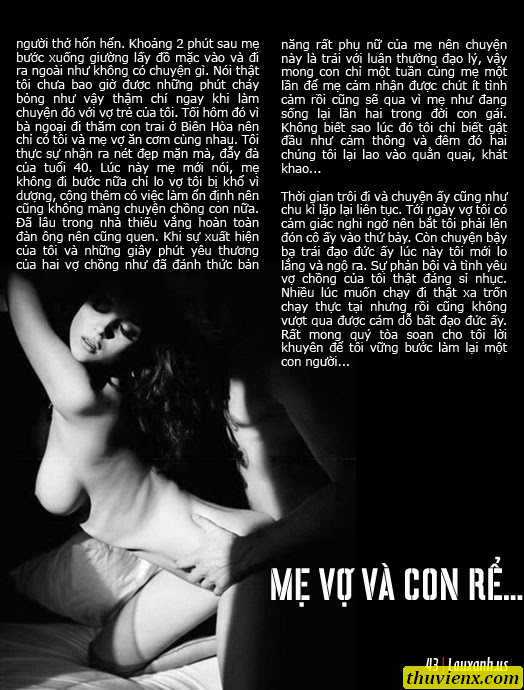 người thở hổn hển. Khoảng 2 phút sau mẹ
bước xuống giường lấy đồ mặc vào và đi
ra ngoài như không có chuyện gì. Nói thật
tôi chưa bao giờ được những phút cháy
bỏng như vậy thậm chí ngay khi làm
chuyện đó với vợ trẻ của tôi. Tối hôm đó vì
bà ngoại đi thăm con trai ở Biên Hòa nên
chỉ có tôi và mẹ vợ ăn cơm cùng nhau. Tôi
thực sự nhận ra nét đẹp mặn mà, đẫy đà
của tuổi 40. Lúc này mẹ mới nói, mẹ
không đi bước nữa chỉ lo vợ tôi bị khổ vì
dượng, cộng thêm có việc làm ổn định nên
cũng không màng chuyện chồng con nữa.
Đã lâu trong nhà thiếu vắng hoàn toàn
đàn ông nên cũng quen. Khi sự xuất hiện
của tôi và những giây phút yêu thương
của hai vợ chồng như đã đánh thức bản
năng rất phụ nữ của mẹ nên chuyện
này là trái với luân thường đạo lý, vậy
mong con chỉ một tuần cùng mẹ một
lần để mẹ cảm nhận được chút ít tình
cảm rồi cũng sẽ qua vì mẹ như đang
sống lại lần hai trong đời con gái.
Không biết sao lúc đó tôi chỉ biết gật
đầu như cảm thông và đêm đó hai
chúng tôi lại lao vào quằn quại, khát
khao...
Thời gian trôi đi và chuyện ấy cũng như
chu kì lặp lại liên tục. Tới ngày vợ tôi có
cảm giác nghi ngờ nên bắt tôi phải lên
đón cô ấy vào thứ bảy. Còn chuyện bậy
bạ trái đạo đức ấy lúc này tôi mới lo
lắng và ngộ ra. Sự phản bội và tình yêu
vợ chồng của tôi thật đáng sỉ nhục.
Nhiều lúc muốn chạy đi thật xa trốn
chạy thực tại nhưng rồi cũng không
vượt qua được cám dỗ bất đạo đức ấy.
Rất mong quý tòa soạn cho tôi lời
khuyên để tôi vững bước làm lại một
con người...
MẸ VỢ VÀ CON RỂ...
43 | Lauxanh.us
thuvienx.com